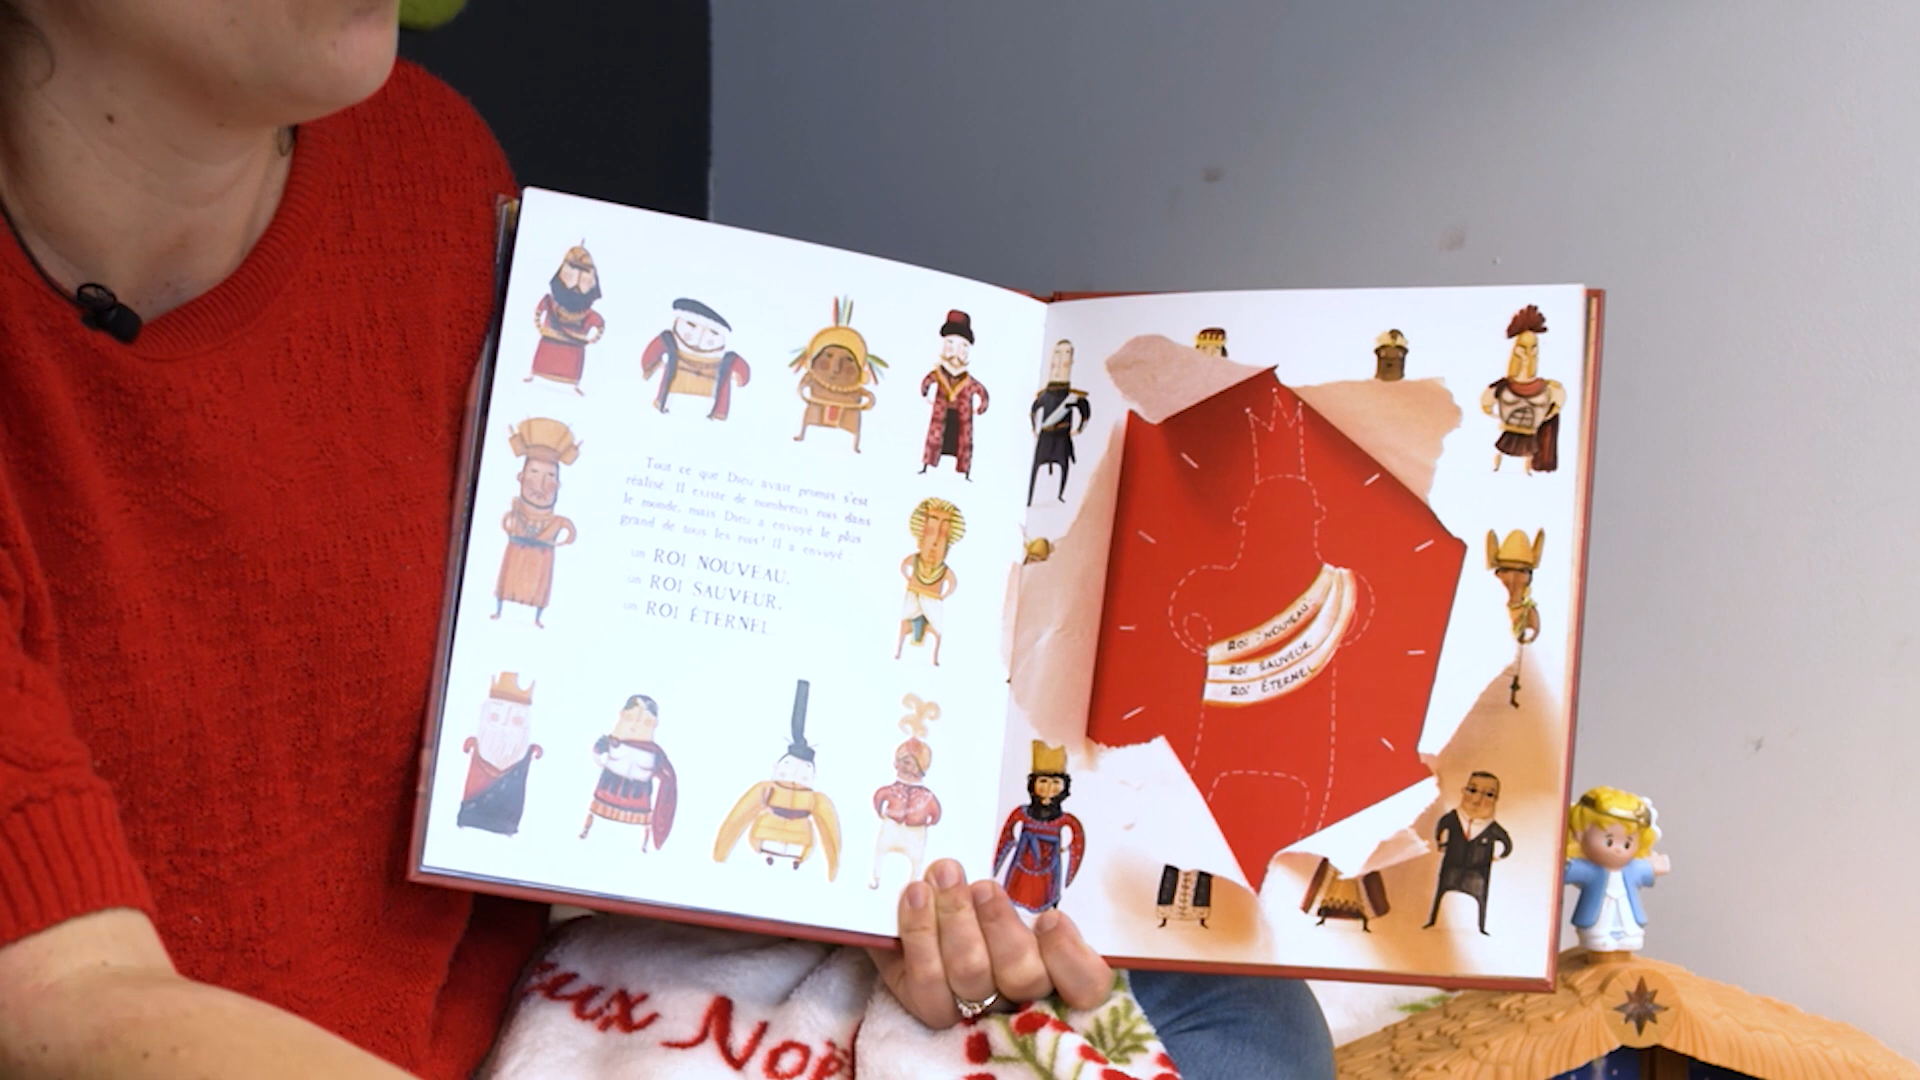 Tout ce que Dieu avait promis s'est
réalisé. Il existe de nombreux rois dans
le monde, mais Dieu a envoyé le plus
grand de tous les rois ! Il a envoyé
un ROI NOUVEAU,
un ROI SAUVEUR,
un ROI ÉTERNEL.
ROI NOUVEAU
ROI SAUVEUR
ROI ÉTERNEL